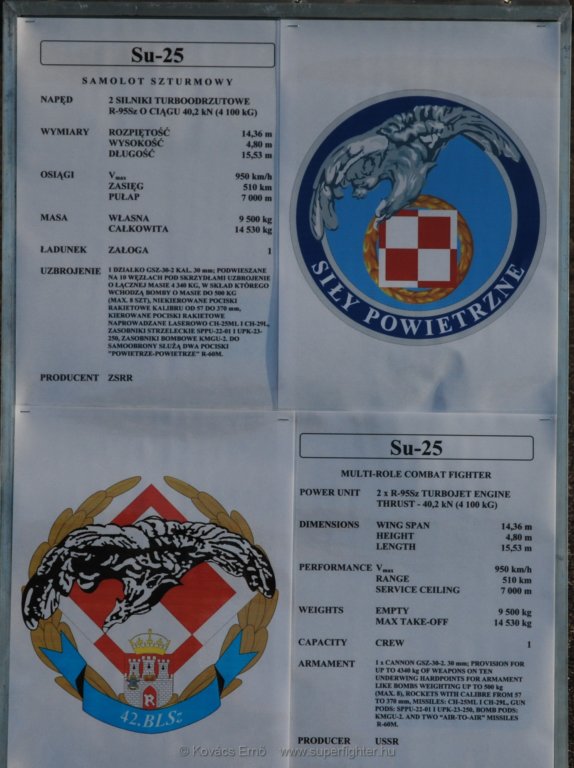 Su-25
SAMOLOT SZTURMOWY
NAPĘD 2 SILNIKI TURBOODRZUTOWE
R-95Sz O CIĄGU 40,2 kN (4 100 kG)
WYMIARY ROZPIĘTOŚĆ 14,36 m
WYSOKOŚĆ 4,80 m
DŁUGOŚĆ 15,53 m
OSIĄGI Vmax 950 km/h
ZASIĘG 510 km
PUŁAP 7 000 m
MASA WŁASNA 9 500 kg
CAŁKOWITA 14 530 kg
ŁADUNEK ZAŁOGA 1
UZBROJENIE 1 DZIAŁKO GSZ-30-2 KAL. 30 mm; PODWIESZANE
NA 10 WĘZŁACH POD SKRZYDŁAMI UZBROJENIE
O ŁĄCZNEJ MASIE 4 340 KG, W SKŁAD KTÓREGO
WCHODZĄ BOMBY O MASIE DO 500 KG
(MAX. 8 SZT), NIEKIEROWANE POCISKI
RAKIETOWE KALIBRU OD 57 DO 370 mm,
KIEROWANE POCISKI RAKIETOWE
NAPROWADZANE LASEROWO CH-25ML I CH-29L,
ZASOBNIKI STRZELECKIE SPPU-22-01 I UPK-23-
250, ZASOBNIKI BOMBOWE KMGU-2. DO
SAMOOBRONY SŁUŻĄ DWA POCISKI
"POWIETRZE-POWIETRZE" R-60M.
PRODUCENT ZSRR
SIŁY POWIETRZNE
R
42.BLSz
Su-25
MULTI-ROLE COMBAT FIGHTER
POWER UNIT 2 x R-95Sz TURBOJET ENGINE
THRUST - 40,2 kN (4 100 kG)
DIMENSIONS WING SPAN 14,36 m
HEIGHT 4,80 m
LENGTH 15,53 m
PERFORMANCE Vmax 950 km/h
RANGE 510 km
SERVICE CEILING 7 000 m
WEIGHTS EMPTY 9 500 kg
MAX TAKE-OFF 14 530 kg
CAPACITY CREW 1
ARMAMENT 1 x CANNON GSZ-30-2. 30 mm; PROVISION FOR
UP TO 4340 kg OF WEAPONS ON TEN
UNDERWING HARDPOINTS FOR ARMAMENT
LIKE BOMBS WEIGHTING UP TO 500 kg
(MAX. 8), ROCKETS WITH CALIBRE FROM 57
TO 370 mm, MISSILES: CH-25ML I CH-29L, GUN
PODS: SPPU-22-01 I UPK-23-250, BOMB PODS:
KMGU-2. AND TWO "AIR-TO-AIR" MISSILES
R-60M.
PRODUCER USSR
© Kovács Ernő www.superfighter.hu